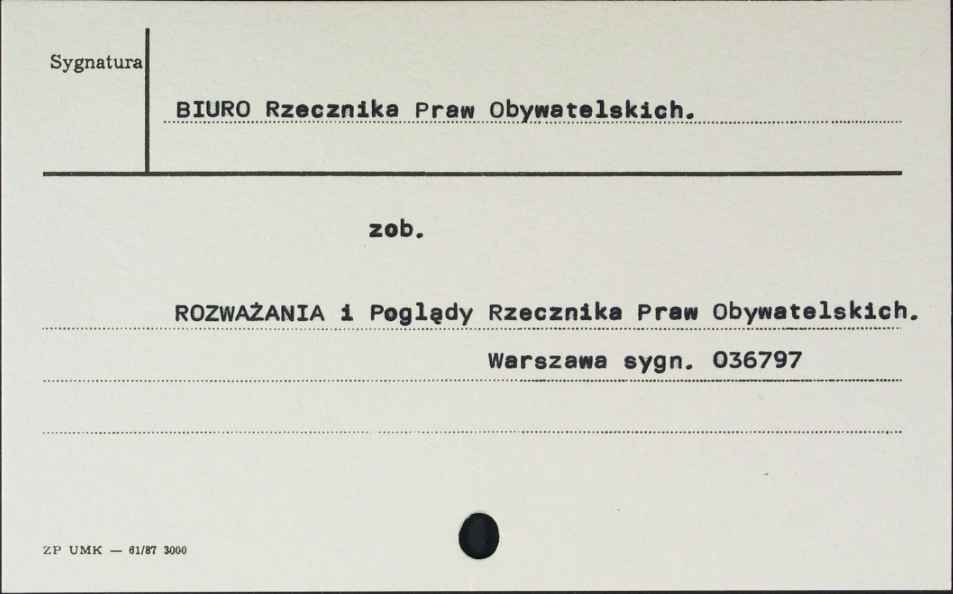 Sygnatura
BIURO Rzecznika Praw Obywatelskich.
zob.
ROZWAŻANIA i Poglądy Rzecznika Praw Obywatelskich.
Warszawa sygn. 036797
ZP UMK — 61/87 3000